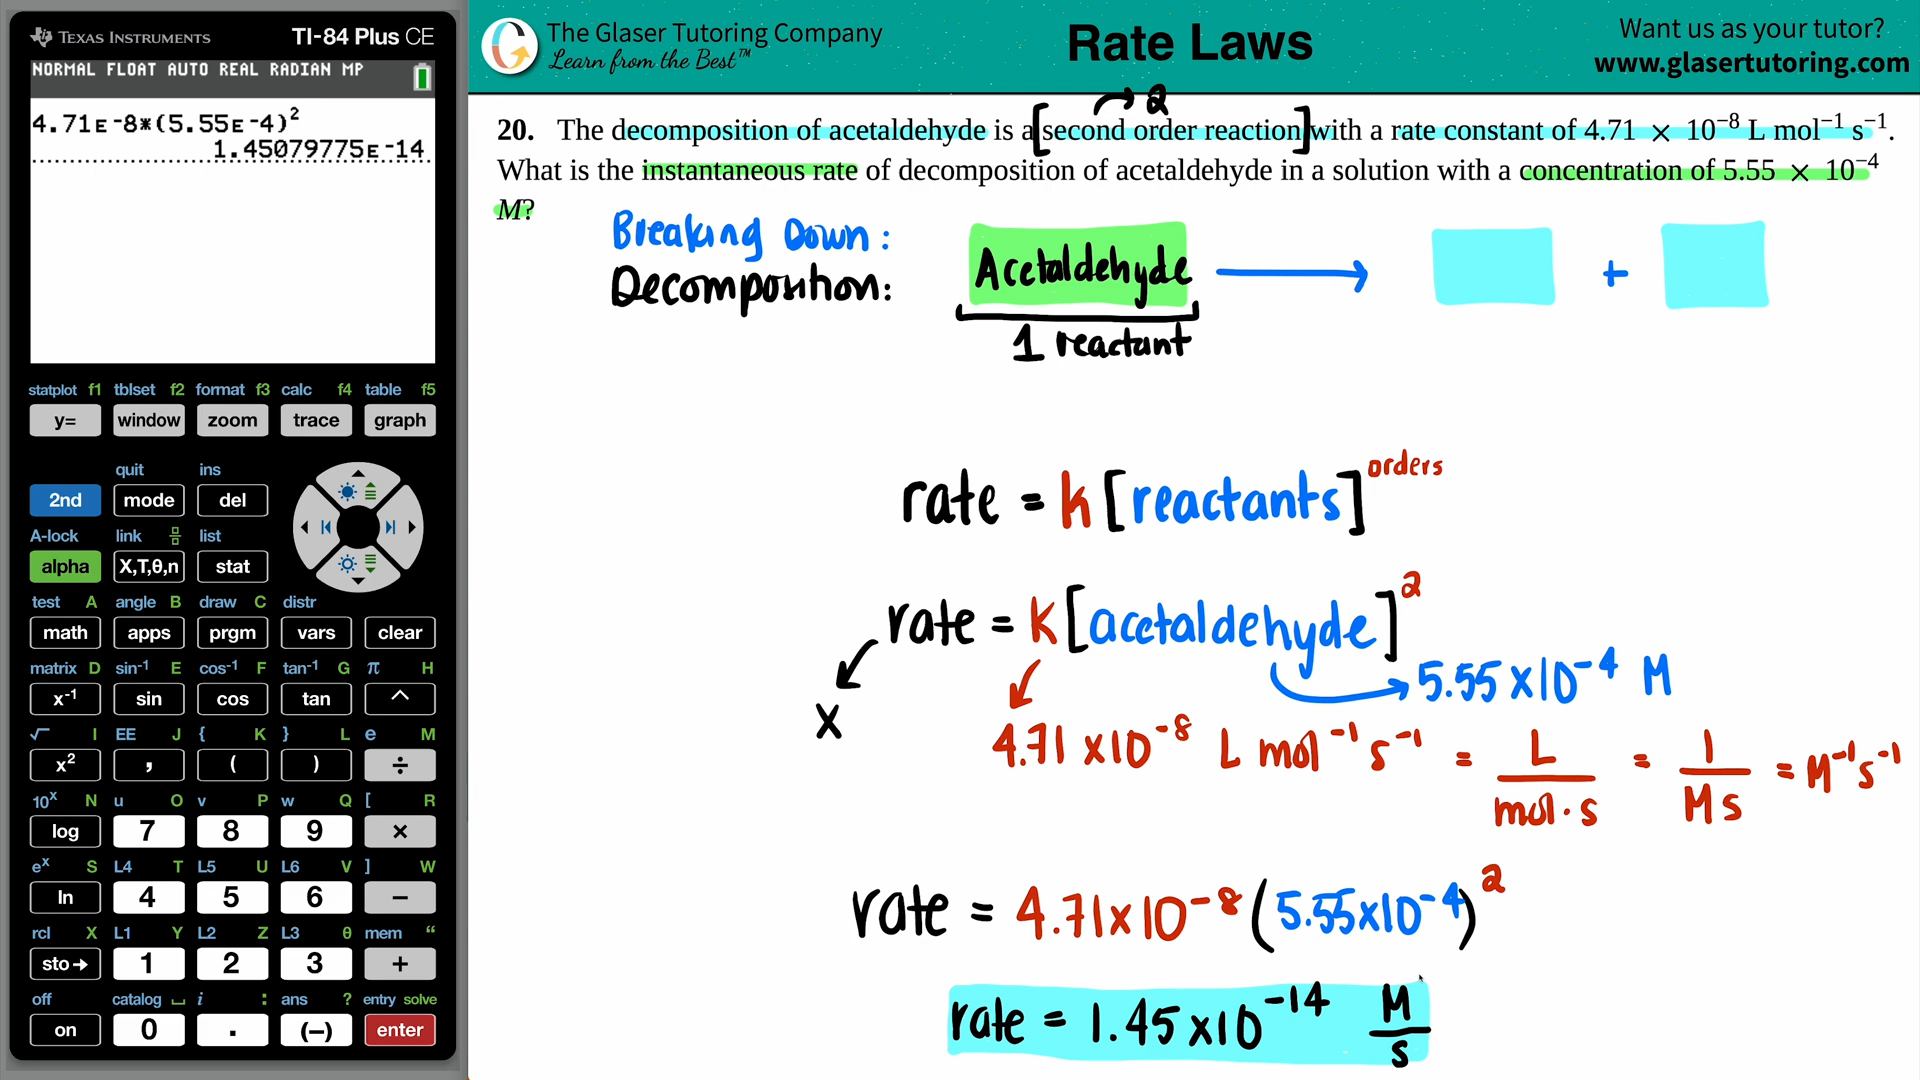 TEXAS INSTRUMENTS TI-84 Plus CE
NORMAL FLOAT AUTO REAL RADIAN MP
4.71E-8*(5.55E-4)²
1.45079775E-14
statplot f1 tblset f2 format f3 calc f4 table f5
y= window zoom trace graph
quit ins
2nd mode del
A-lock link list
alpha X,T,θ,n stat
test A angle B draw C distr
math apps prgm vars clear
matrix D sin⁻¹ E cos⁻¹ F tan⁻¹ G π H
x⁻¹ sin cos tan ^
√ I EE J { K } L e M
x² , ( ) ÷
10ˣ N u O v P w Q [ R
log 7 8 9 ×
eˣ S L4 T L5 U L6 V ] W
ln 4 5 6 −
rcl X L1 Y L2 Z L3 θ mem “
sto→ 1 2 3 +
off catalog ⎵ i : ans ? entry solve
on 0 . (−) enter
The Glaser Tutoring Company
Learn from the Best™
Rate Laws
Want us as your tutor?
www.glasertutoring.com
2
20. The decomposition of acetaldehyde is a [second order reaction] with a rate constant of 4.71 × 10⁻⁸ L mol⁻¹ s⁻¹.
What is the instantaneous rate of decomposition of acetaldehyde in a solution with a concentration of 5.55 × 10⁻⁴
M?
Breaking Down:
Decomposition: Acetaldehyde → +
1 reactant
rate = k[reactants]^orders
rate = k[acetaldehyde]²
5.55x10⁻⁴ M
x
4.71 x10⁻⁸ L mol⁻¹ s⁻¹ = L/mol·s = 1/Ms = M⁻¹s⁻¹
rate = 4.71x10⁻⁸(5.55x10⁻⁴)²
rate = 1.45x10⁻¹⁴ M/s